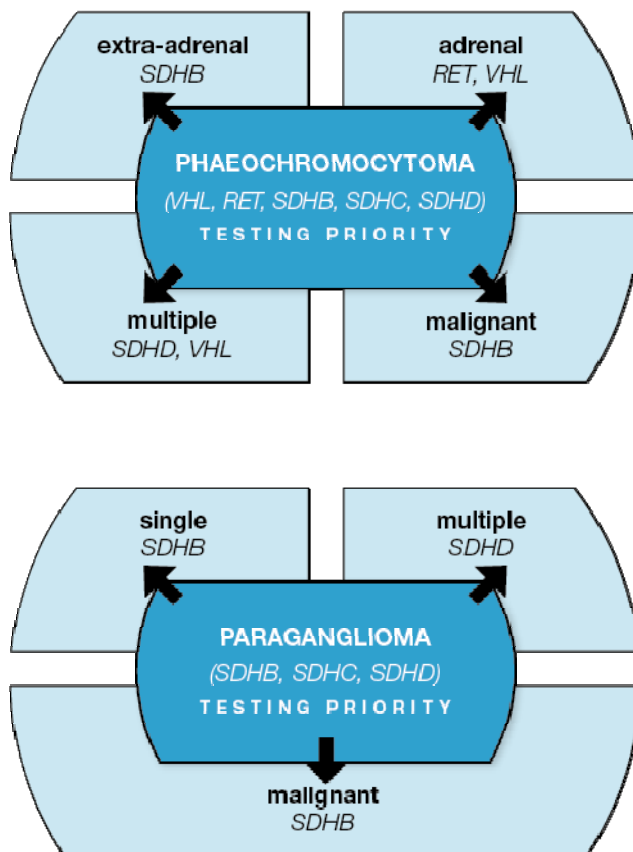 extra-adrenal
SDHB
adrenal
RET, VHL
PHAEOCHROMOCYTOMA
(VHL, RET, SDHB, SDHC, SDHD)
TESTING PRIORITY
multiple
SDHD, VHL
malignant
SDHB
single
SDHB
multiple
SDHD
PARAGANGLIOMA
(SDHB, SDHC, SDHD)
TESTING PRIORITY
malignant
SDHB